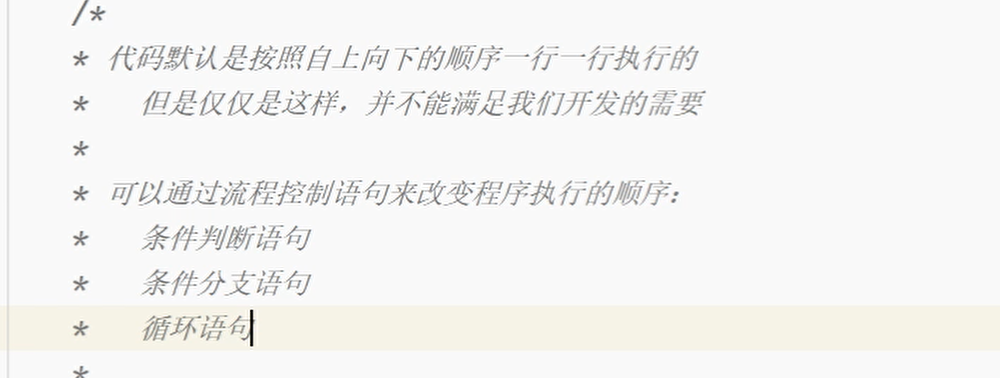 /*
* 代码默认是按照自上向下的顺序一行一行执行的
* 但是仅仅是这样，并不能满足我们开发的需要
*
* 可以通过流程控制语句来改变程序执行的顺序：
* 条件判断语句
* 条件分支语句
* 循环语句
*